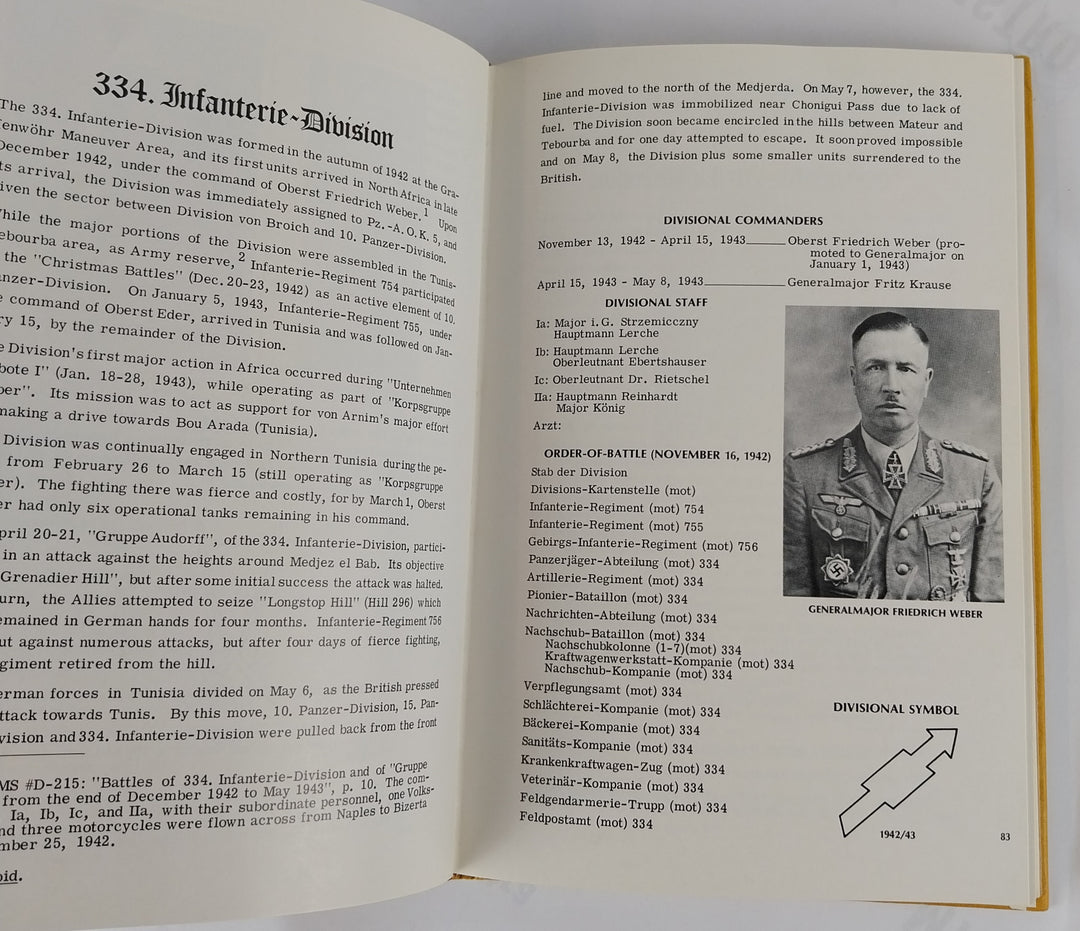 334. Infanterie-Division
The 334. Infanterie-Division was formed in the autumn of 1942 at the Gra-
fenwöhr Maneuver Area, and its first units arrived in North Africa in late
December 1942, under the command of Oberst Friedrich Weber.1 Upon
its arrival, the Division was immediately assigned to Pz.-A.O.K. 5, and
given the sector between Division von Broich and 10. Panzer-Division.
While the major portions of the Division were assembled in the Tunis-
Tebourba area, as Army reserve,2 Infanterie-Regiment 754 participated
the "Christmas Battles" (Dec. 20-23, 1942) as an active element of 10.
anzer-Division. On January 5, 1943, Infanterie-Regiment 755, under
command of Oberst Eder, arrived in Tunisia and was followed on Jan-
ry 15, by the remainder of the Division.
e Division's first major action in Africa occurred during "Unternehmen
bote I" (Jan. 18-28, 1943), while operating as part of "Korpsgruppe
ber". Its mission was to act as support for von Arnim's major effort
making a drive towards Bou Arada (Tunisia).
Division was continually engaged in Northern Tunisia during the pe-
from February 26 to March 15 (still operating as "Korpsgruppe
er). The fighting there was fierce and costly, for by March 1, Oberst
er had only six operational tanks remaining in his command.
pril 20-21, "Gruppe Audorff", of the 334. Infanterie-Division, partici-
in an attack against the heights around Medjez el Bab. Its objective
Grenadier Hill", but after some initial success the attack was halted.
urn, the Allies attempted to seize "Longstop Hill" (Hill 296) which
emained in German hands for four months. Infanterie-Regiment 756
ut against numerous attacks, but after four days of fierce fighting,
giment retired from the hill.
erman forces in Tunisia divided on May 6, as the British pressed
ttack towards Tunis. By this move, 10. Panzer-Division, 15. Pan-
vision and 334. Infanterie-Division were pulled back from the front
MS #D-215: "Battles of 334. Infanterie-Division and of "Gruppe
from the end of December 1942 to May 1943", p. 10. The com-
Ia, Ib, Ic, and IIa, with their subordinate personnel, one Volks-
nd three motorcycles were flown across from Naples to Bizerta
mber 25, 1942.
bid.
line and moved to the north of the Medjerda. On May 7, however, the 334.
Infanterie-Division was immobilized near Chonigui Pass due to lack of
fuel. The Division soon became encircled in the hills between Mateur and
Tebourba and for one day attempted to escape. It soon proved impossible
and on May 8, the Division plus some smaller units surrendered to the
British.
DIVISIONAL COMMANDERS
November 13, 1942 - April 15, 1943______Oberst Friedrich Weber (pro-
moted to Generalmajor on
January 1, 1943)
April 15, 1943 - May 8, 1943____________Generalmajor Fritz Krause
DIVISIONAL STAFF
Ia: Major i.G. Strzemicczny
Hauptmann Lerche
Ib: Hauptmann Lerche
Oberleutnant Ebertshauser
Ic: Oberleutnant Dr. Rietschel
IIa: Hauptmann Reinhardt
Major König
Arzt:
ORDER-OF-BATTLE (NOVEMBER 16, 1942)
Stab der Division
Divisions-Kartenstelle (mot)
Infanterie-Regiment (mot) 754
Infanterie-Regiment (mot) 755
Gebirgs-Infanterie-Regiment (mot) 756
Panzerjäger-Abteilung (mot) 334
Artillerie-Regiment (mot) 334
Pionier-Bataillon (mot) 334
Nachrichten-Abteilung (mot) 334
Nachschub-Bataillon (mot) 334
Nachschubkolonne (1-7)(mot) 334
Kraftwagenwerkstatt-Kompanie (mot) 334
Nachschub-Kompanie (mot) 334
Verpflegungsamt (mot) 334
Schlächterei-Kompanie (mot) 334
Bäckerei-Kompanie (mot) 334
Sanitäts-Kompanie (mot) 334
Krankenkraftwagen-Zug (mot) 334
Veterinär-Kompanie (mot) 334
Feldgendarmerie-Trupp (mot) 334
Feldpostamt (mot) 334
GENERALMAJOR FRIEDRICH WEBER
DIVISIONAL SYMBOL
1942/43
83